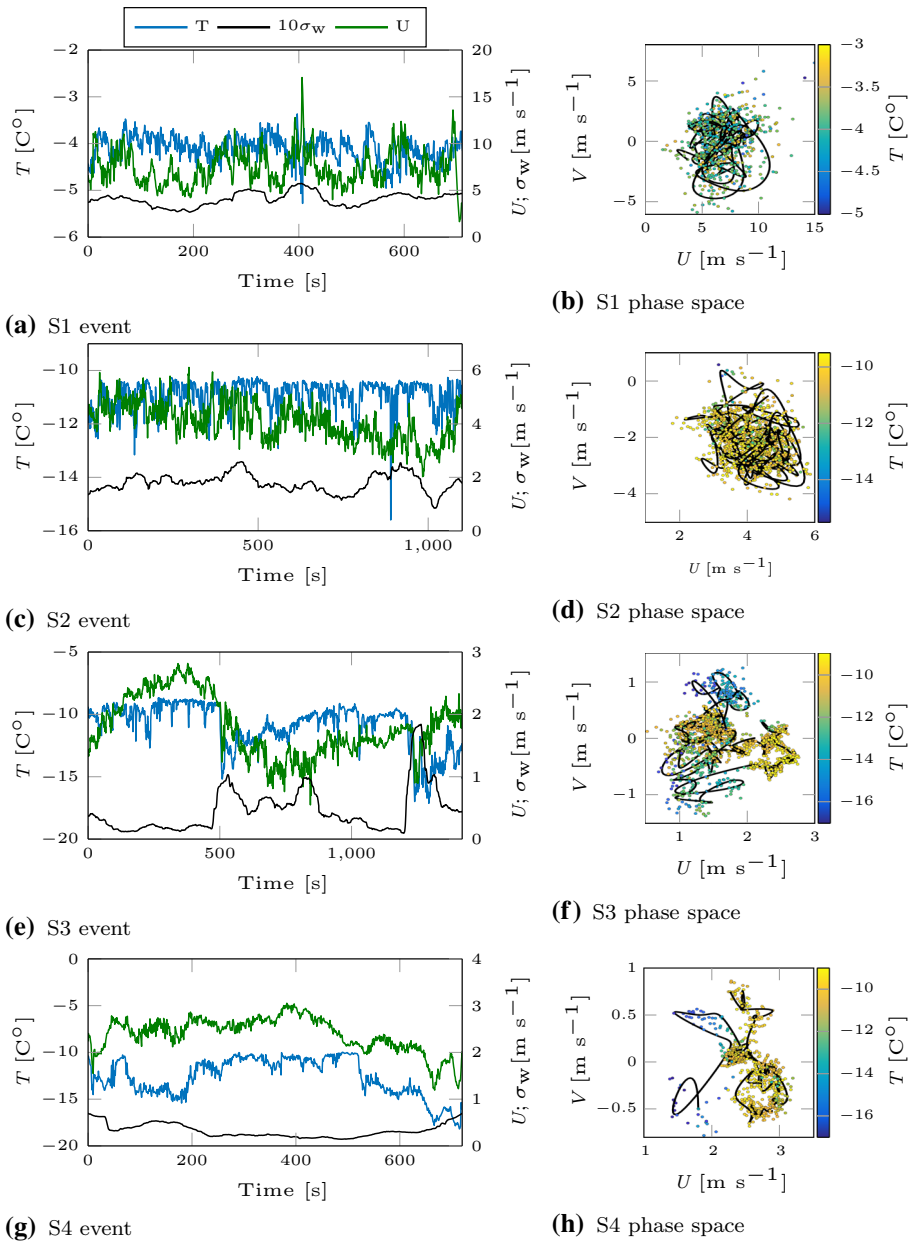 T 10σw U
−2
−3
−4
−5
−6
T [C°]
20
15
10
5
0
U; σw[m s−1]
0 200 400 600
Time [s]
(a) S1 event
5
0
−5
V [m s−1]
0 5 10 15
U [m s−1]
−3
−3.5
−4
−4.5
−5
T [C°]
(b) S1 phase space
−10
−12
−14
−16
T [C°]
6
4
2
0
U; σw[m s−1]
0 500 1,000
Time [s]
(c) S2 event
0
−2
−4
V [m s−1]
2 4 6
U [m s−1]
−10
−12
−14
T [C°]
(d) S2 phase space
−5
−10
−15
−20
T [C°]
3
2
1
0
U; σw[m s−1]
0 500 1,000
Time [s]
(e) S3 event
1
0
−1
V [m s−1]
1 2 3
U [m s−1]
−10
−12
−14
−16
T [C°]
(f) S3 phase space
0
−5
−10
−15
−20
T [C°]
4
3
2
1
0
U; σw[m s−1]
0 200 400 600
Time [s]
(g) S4 event
1
0.5
0
−0.5
V [m s−1]
1 2 3
U [m s−1]
−10
−12
−14
−16
T [C°]
(h) S4 phase space